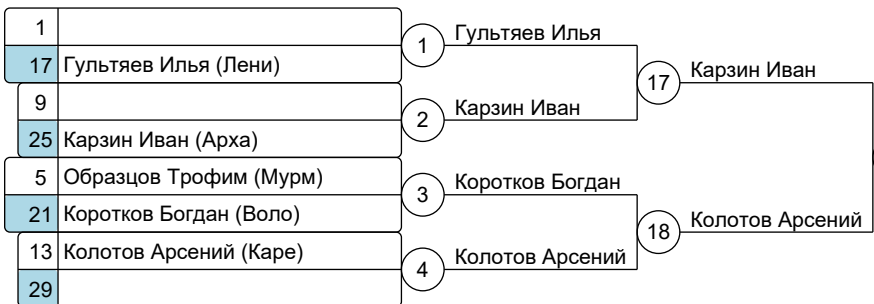 1
17 Гультяев Илья (Лени)
9
25 Карзин Иван (Арха)
5 Образцов Трофим (Мурм)
21 Коротков Богдан (Воло)
13 Колотов Арсений (Каре)
29
1 Гультяев Илья
2 Карзин Иван
3 Коротков Богдан
4 Колотов Арсений
17 Карзин Иван
18 Колотов Арсений